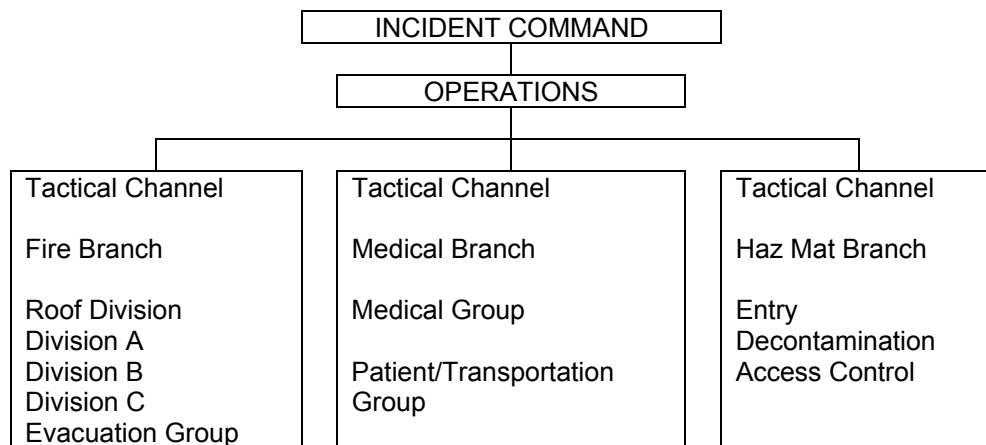 INCIDENT COMMAND
OPERATIONS
Tactical Channel
Fire Branch
Roof Division
Division A
Division B
Division C
Evacuation Group
Tactical Channel
Medical Branch
Medical Group
Patient/Transportation
Group
Tactical Channel
Haz Mat Branch
Entry
Decontamination
Access Control